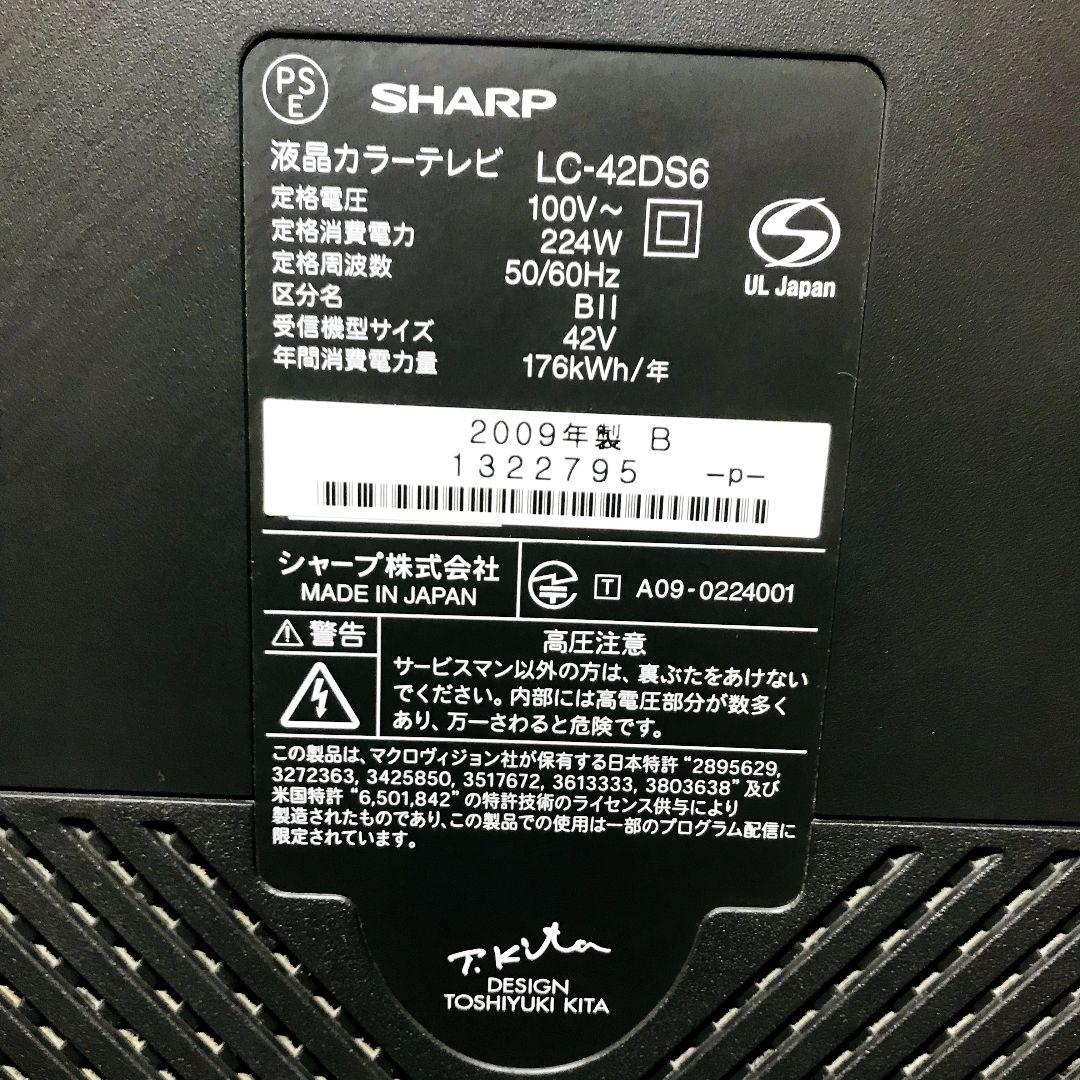 PSE
SHARP
液晶カラーテレビ LC-42DS6
定格電圧 100V～
定格消費電力 224W
定格周波数 50/60Hz
区分名 BII
受信機型サイズ 42V
年間消費電力量 176kWh/年
UL Japan
2009年製 B
1322795 -p-
シャープ株式会社
MADE IN JAPAN
T A09-0224001
警告
高圧注意
サービスマン以外の方は、裏ぶたをあけない
でください。内部には高電圧部分が数多く
あり、万一さわると危険です。
この製品は、マクロヴィジョン社が保有する日本特許 “2895629,
3272363, 3425850, 3517672, 3613333, 3803638” 及び
米国特許 “6,501,842” の特許技術のライセンス供与により
製造されたものであり、この製品での使用は一部のプログラム配信に
限定されています。
T.Kita
DESIGN
TOSHIYUKI KITA